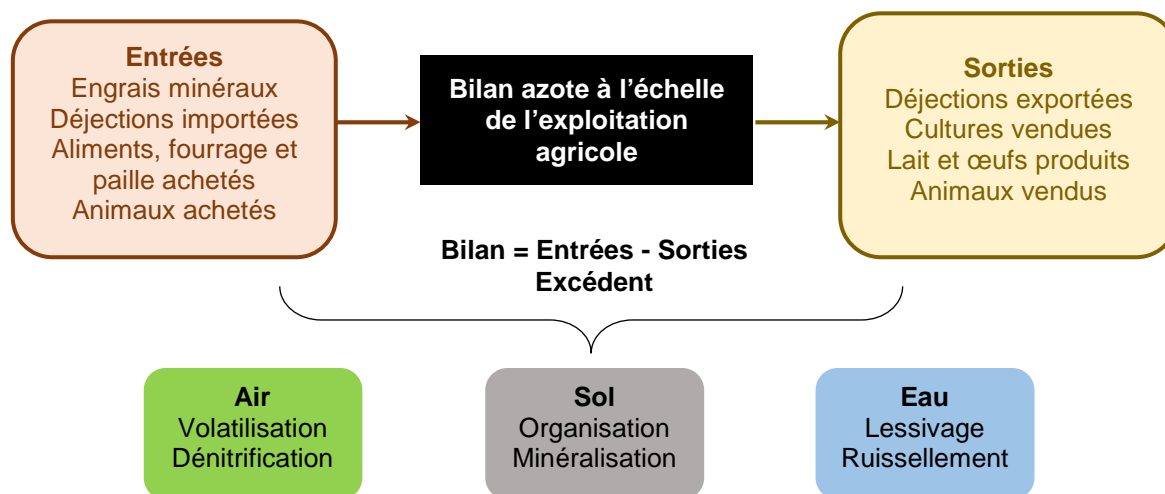 Entrées
Engrais minéraux
Déjections importées
Aliments, fourrage et
paille achetés
Animaux achetés
Bilan azote à l’échelle
de l’exploitation
agricole
Sorties
Déjections exportées
Cultures vendues
Lait et œufs produits
Animaux vendus
Bilan = Entrées - Sorties
Excédent
Air
Volatilisation
Dénitrification
Sol
Organisation
Minéralisation
Eau
Lessivage
Ruissellement